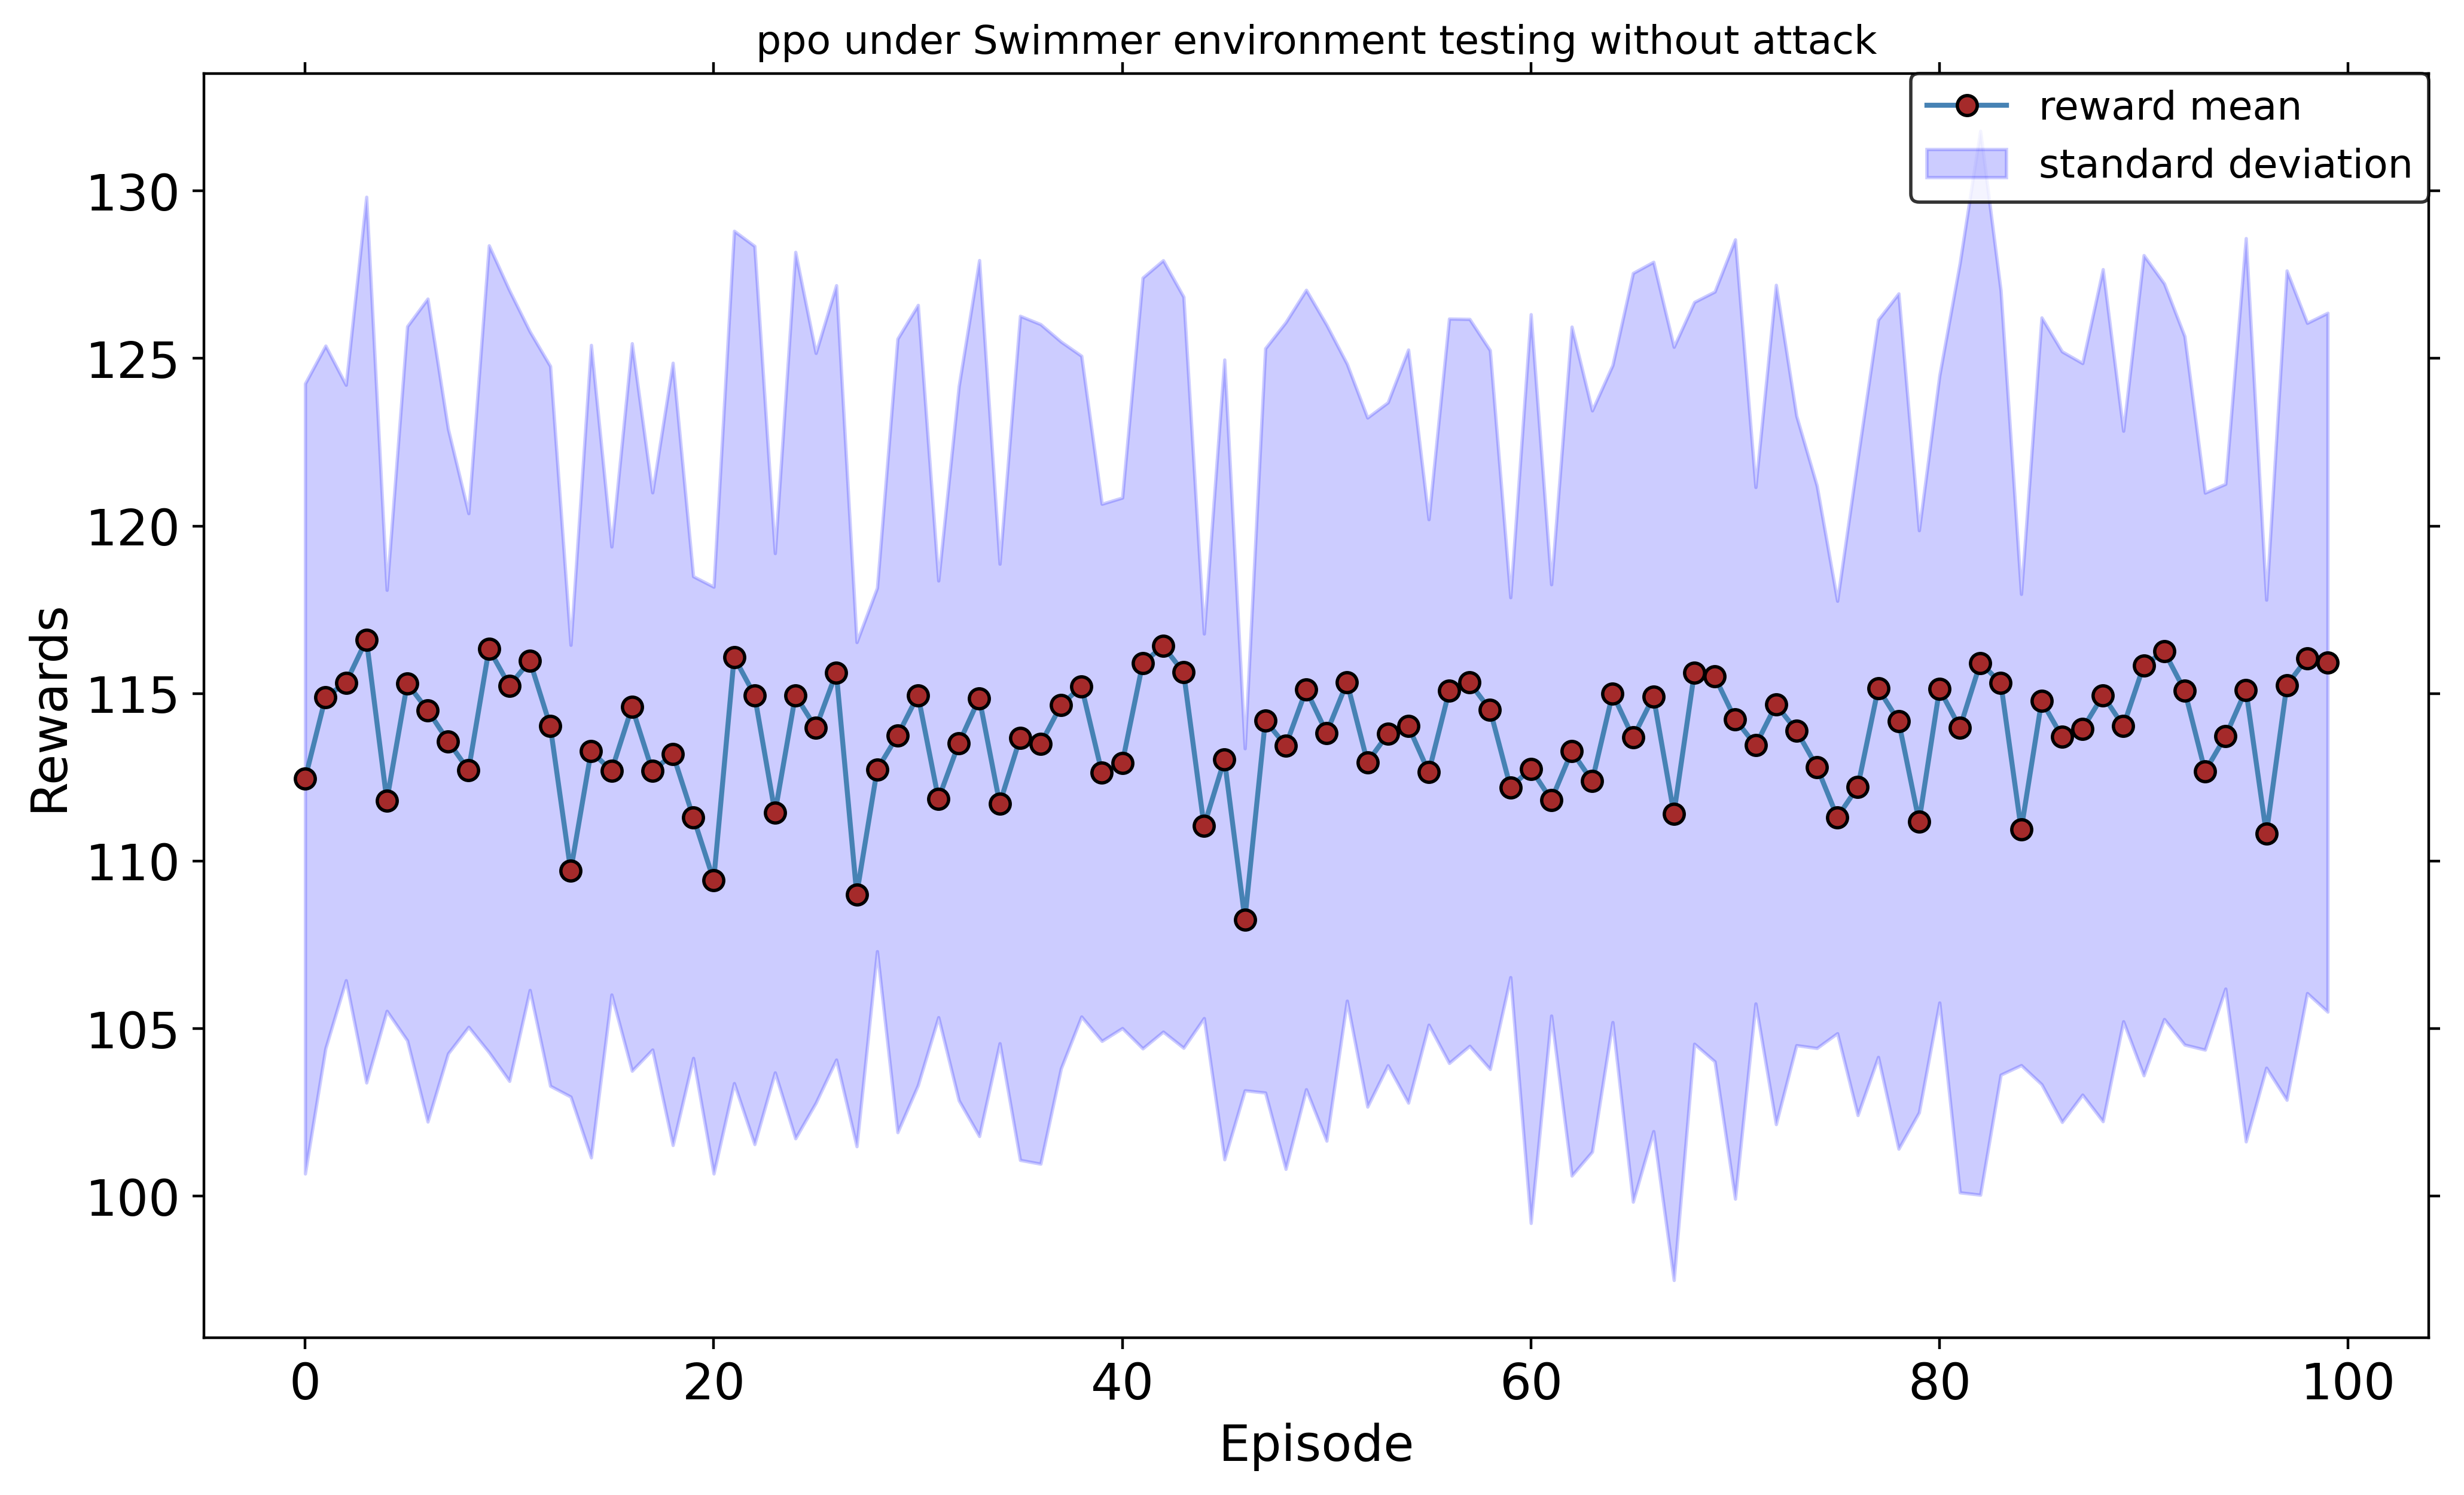 ppo under Swimmer environment testing without attack
reward mean
standard deviation
130
125
120
115
110
105
100
Rewards
0 20 40 60 80 100
Episode